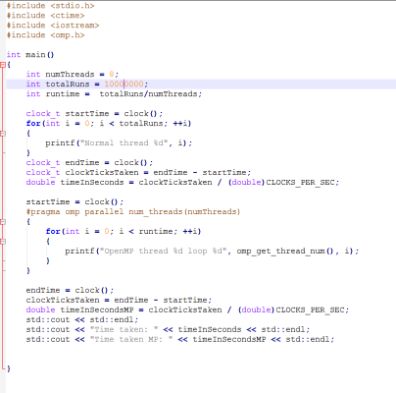 #include <stdio.h>
#include <ctime>
#include <iostream>
#include <omp.h>
int main()
{
int numThreads = 8;
int totalRuns = 10000000;
int runtime = totalRuns/numThreads;
clock_t startTime = clock();
for(int i = 0; i < totalRuns; ++i)
{
printf("Normal thread %d", i);
}
clock_t endTime = clock();
clock_t clockTicksTaken = endTime - startTime;
double timeInSeconds = clockTicksTaken / (double)CLOCKS_PER_SEC;
startTime = clock();
#pragma omp parallel num_threads(numThreads)
{
for(int i = 0; i < runtime; ++i)
{
printf("OpenMP thread %d loop %d", omp_get_thread_num(), i);
}
}
endTime = clock();
clockTicksTaken = endTime - startTime;
double timeInSecondsMP = clockTicksTaken / (double)CLOCKS_PER_SEC;
std::cout << std::endl;
std::cout << "Time taken: " << timeInSeconds << std::endl;
std::cout << "Time taken MP: " << timeInSecondsMP << std::endl;
}